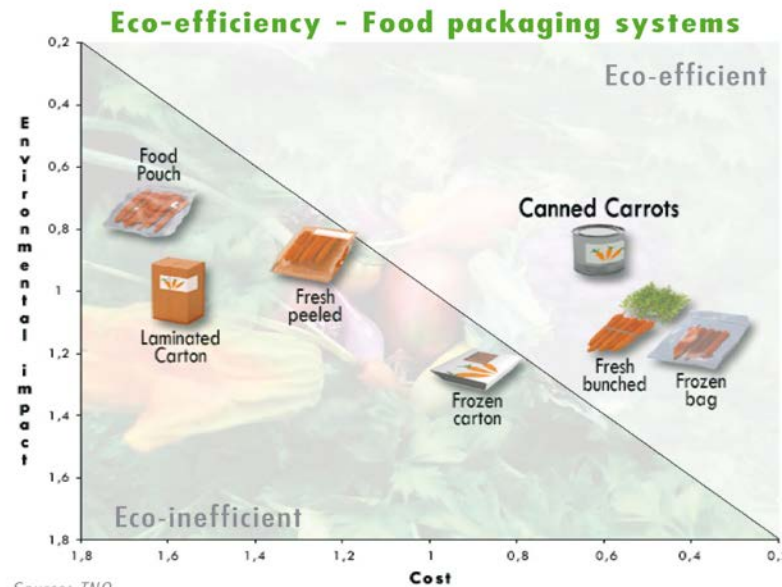 Eco-efficiency - Food packaging systems
0,2
Eco-efficient
0,4
0,6
Food
Pouch
0,8
Canned Carrots
Environmental impact
1
Fresh
peeled
Laminated
Carton
1,2
Fresh
bunched
Frozen
bag
Frozen
carton
1,4
1,6
Eco-inefficient
1,8
1,8
1,6
1,4
1,2
1
0,8
0,6
0,4
Cost